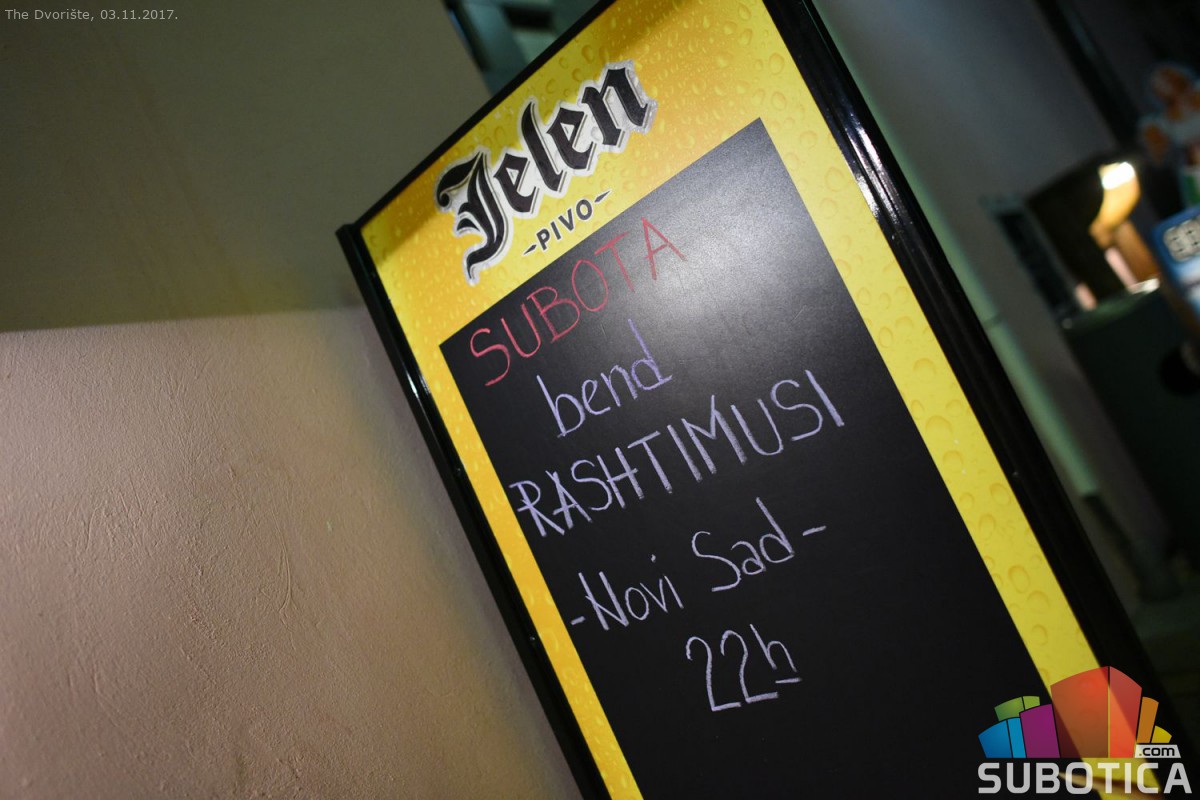 The Dvorište, 03.11.2017.
Jelen
-PIVO-
SUBOTA
bend
RASHTIMUSI
-Novi Sad-
22h
.com
SUBOTICA